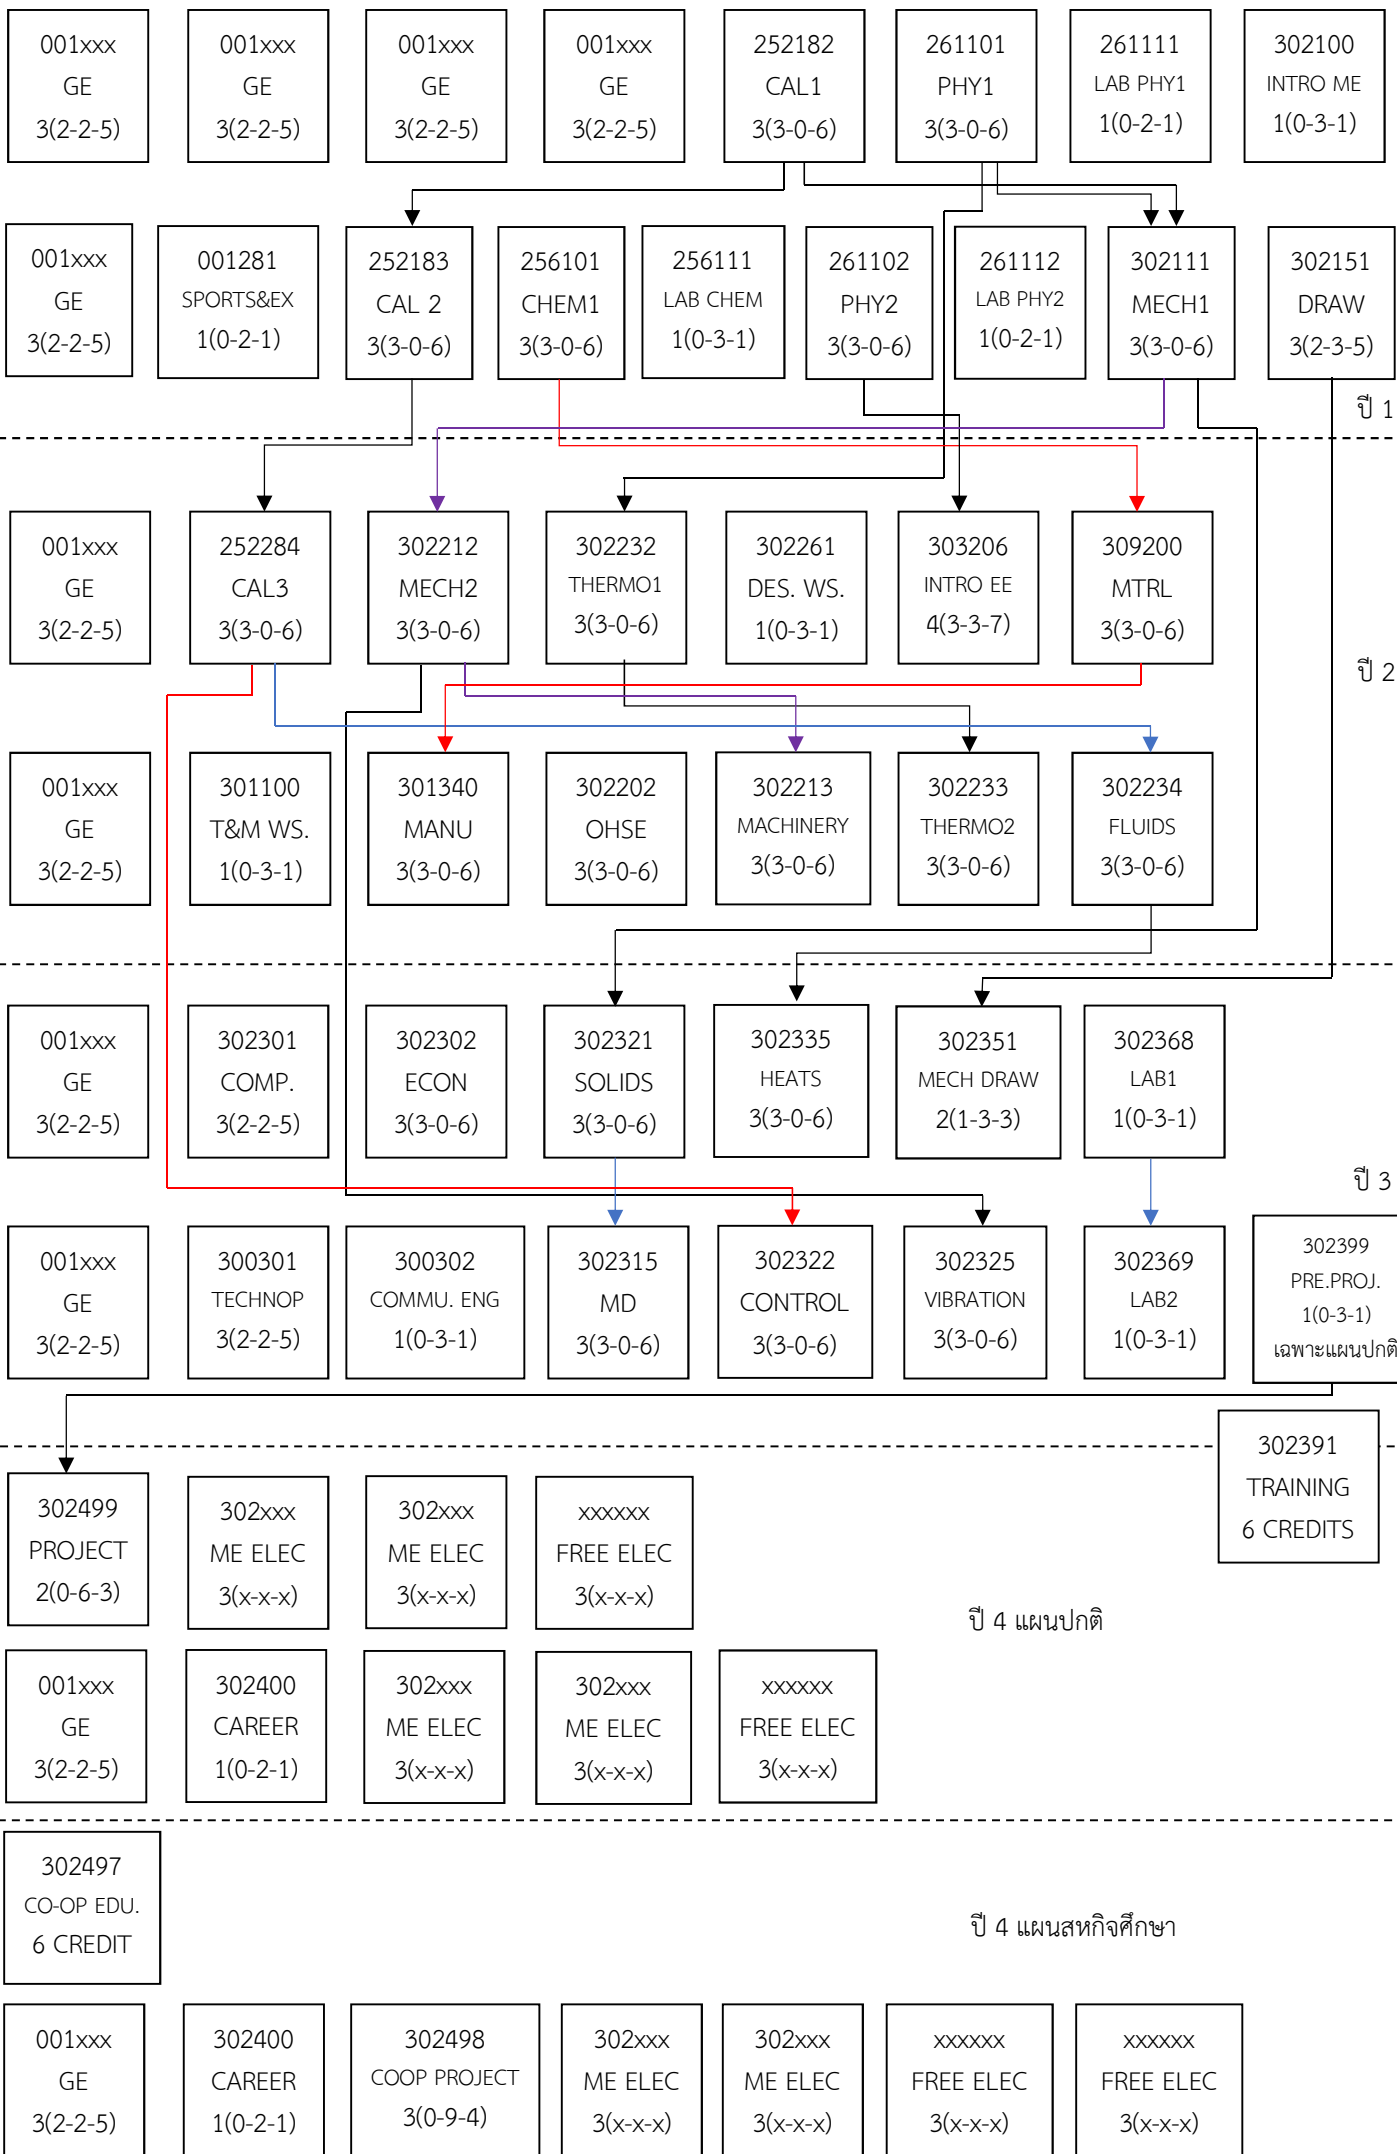 001xxx
GE
3(2-2-5)
001xxx
GE
3(2-2-5)
001xxx
GE
3(2-2-5)
001xxx
GE
3(2-2-5)
252182
CAL1
3(3-0-6)
261101
PHY1
3(3-0-6)
261111
LAB PHY1
1(0-2-1)
302100
INTRO ME
1(0-3-1)
001xxx
GE
3(2-2-5)
001281
SPORTS&EX
1(0-2-1)
252183
CAL 2
3(3-0-6)
256101
CHEM1
3(3-0-6)
256111
LAB CHEM
1(0-3-1)
261102
PHY2
3(3-0-6)
261112
LAB PHY2
1(0-2-1)
302111
MECH1
3(3-0-6)
302151
DRAW
3(2-3-5)
ปี 1
001xxx
GE
3(2-2-5)
252284
CAL3
3(3-0-6)
302212
MECH2
3(3-0-6)
302232
THERMO1
3(3-0-6)
302261
DES. WS.
1(0-3-1)
303206
INTRO EE
4(3-3-7)
309200
MTRL
3(3-0-6)
ปี 2
001xxx
GE
3(2-2-5)
301100
T&M WS.
1(0-3-1)
301340
MANU
3(3-0-6)
302202
OHSE
3(3-0-6)
302213
MACHINERY
3(3-0-6)
302233
THERMO2
3(3-0-6)
302234
FLUIDS
3(3-0-6)
001xxx
GE
3(2-2-5)
302301
COMP.
3(2-2-5)
302302
ECON
3(3-0-6)
302321
SOLIDS
3(3-0-6)
302335
HEATS
3(3-0-6)
302351
MECH DRAW
2(1-3-3)
302368
LAB1
1(0-3-1)
ปี 3
001xxx
GE
3(2-2-5)
300301
TECHNOP
3(2-2-5)
300302
COMMU. ENG
1(0-3-1)
302315
MD
3(3-0-6)
302322
CONTROL
3(3-0-6)
302325
VIBRATION
3(3-0-6)
302369
LAB2
1(0-3-1)
302399
PRE.PROJ.
1(0-3-1)
เฉพาะแผนปกติ
302391
TRAINING
6 CREDITS
302499
PROJECT
2(0-6-3)
302xxx
ME ELEC
3(x-x-x)
302xxx
ME ELEC
3(x-x-x)
xxxxxx
FREE ELEC
3(x-x-x)
ปี 4 แผนปกติ
001xxx
GE
3(2-2-5)
302400
CAREER
1(0-2-1)
302xxx
ME ELEC
3(x-x-x)
302xxx
ME ELEC
3(x-x-x)
xxxxxx
FREE ELEC
3(x-x-x)
302497
CO-OP EDU.
6 CREDIT
ปี 4 แผนสหกิจศึกษา
001xxx
GE
3(2-2-5)
302400
CAREER
1(0-2-1)
302498
COOP PROJECT
3(0-9-4)
302xxx
ME ELEC
3(x-x-x)
302xxx
ME ELEC
3(x-x-x)
xxxxxx
FREE ELEC
3(x-x-x)
xxxxxx
FREE ELEC
3(x-x-x)